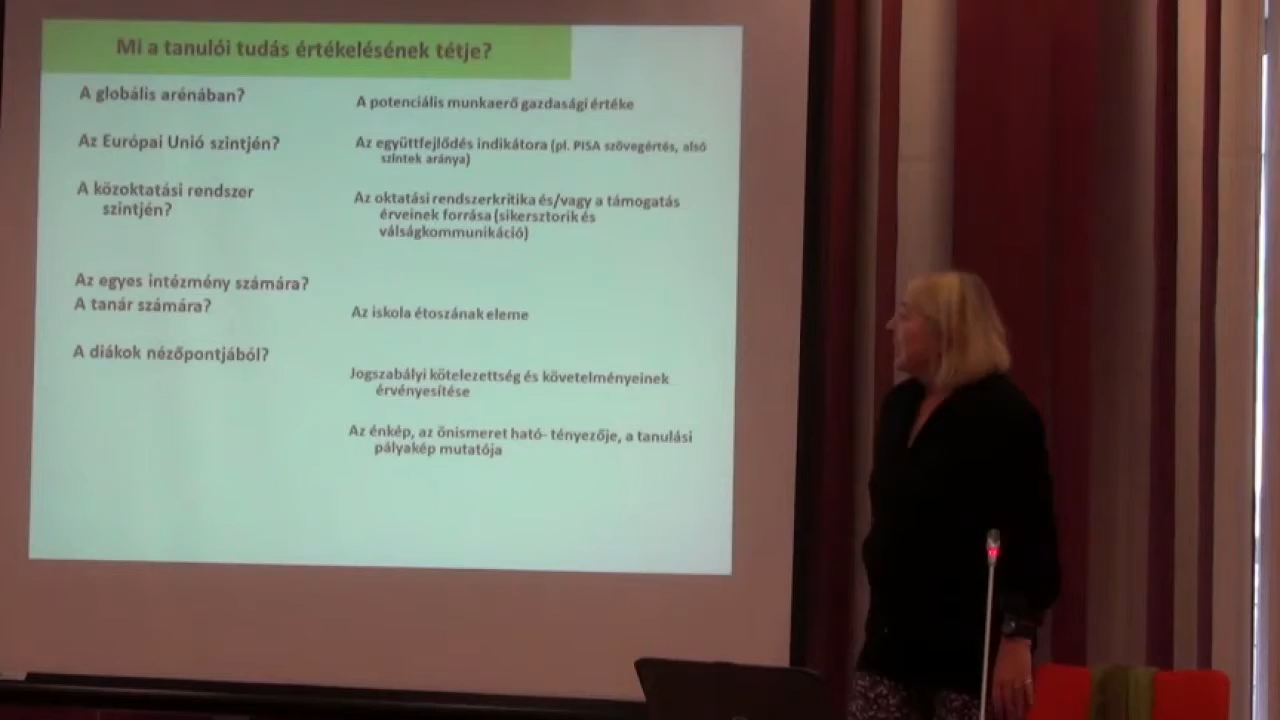 Mi a tanulói tudás értékelésének tétje?
A globális arénában?
Az Európai Unió szintjén?
A közoktatási rendszer
szintjén?
Az egyes intézmény számára?
A tanár számára?
A diákok nézőpontjából?
A potenciális munkaerő gazdasági értéke
Az együttfejlődés indikátora (pl. PISA szövegértés, alsó
szintek aránya)
Az oktatási rendszerkritika és/vagy a támogatás
érveinek forrása (sikersztorik és
válságkommunikáció)
Az iskola étoszának eleme
Jogszabályi kötelezettség és követelményeinek
érvényesítése
Az énkép, az önismeret ható- tényezője, a tanulási
pályakép mutatója